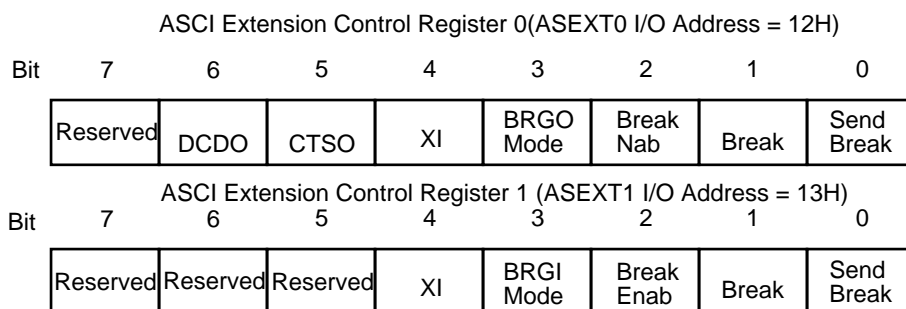 ASCI Extension Control Register 0(ASEXT0 I/O Address = 12H)
Bit 7 6 5 4 3 2 1 0
Reserved DCDO CTSO XI BRGO Mode Break Nab Break Send Break
ASCI Extension Control Register 1 (ASEXT1 I/O Address = 13H)
Bit 7 6 5 4 3 2 1 0
Reserved Reserved Reserved XI BRGI Mode Break Enab Break Send Break